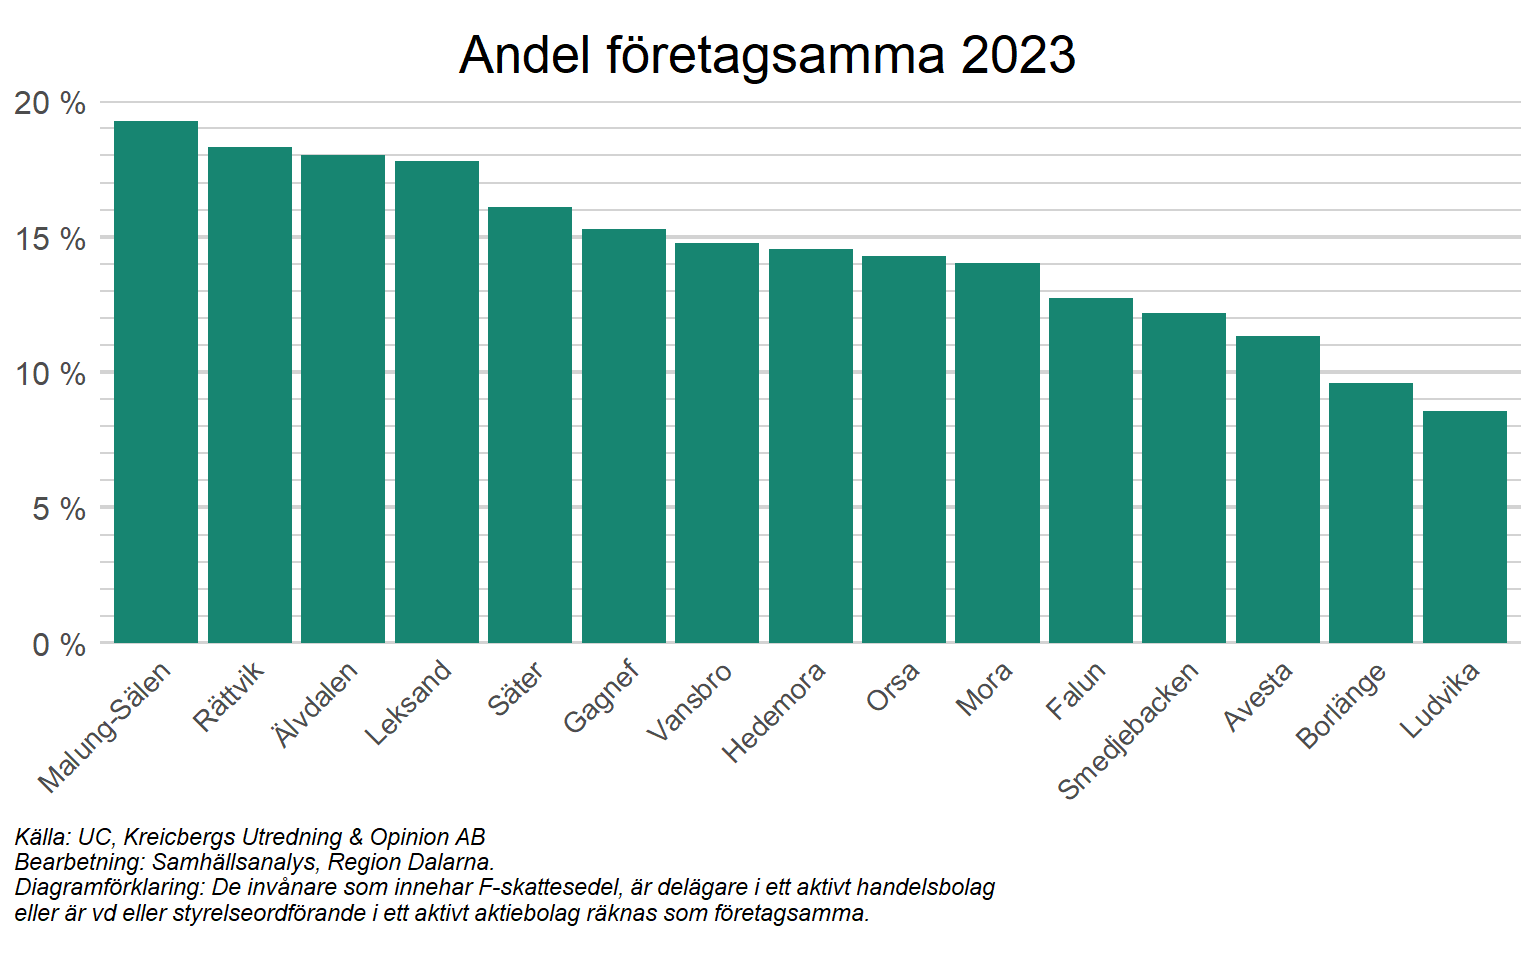 Andel företagsamma 2023
20 %
15 %
10 %
5 %
0 %
Malung-Sälen
Rättvik
Älvdalen
Leksand
Säter
Gagnef
Vansbro
Hedemora
Orsa
Mora
Falun
Smedjebacken
Avesta
Borlänge
Ludvika
Källa: UC, Kreicbergs Utredning & Opinion AB
Bearbetning: Samhällsanalys, Region Dalarna.
Diagramförklaring: De invånare som innehar F-skattesedel, är delägare i ett aktivt handelsbolag
eller är vd eller styrelseordförande i ett aktivt aktiebolag räknas som företagsamma.